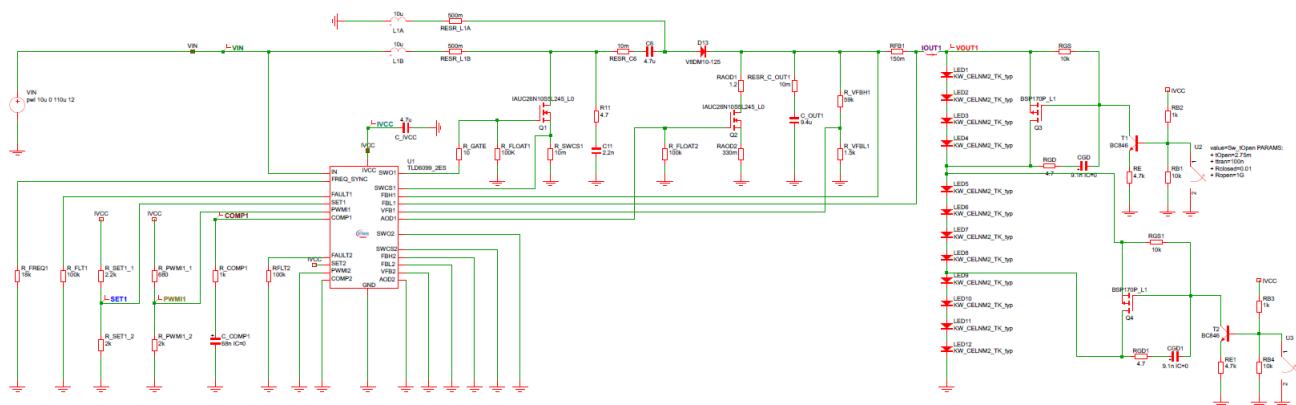 10u
L1A
500m
RESR_L1A
VIN
VIN
10u
L1B
500m
RESR_L1B
10m
RESR_C6
C6
4.7u
D13
V8DM10-125
RFB1
150m
IOUT1
VOUT1
RGS
10k
VIN
pwl 10u 0 110u 12
IVCC
4.7u
C_IVCC
IVCC
IAUC28N10S5L245_L0
Q1
R11
4.7
C11
2.2n
RAOD1
1.2
IAUC28N10S5L245_L0
Q2
RAOD2
330m
RESR_C_OUT1
10m
C_OUT1
9.4u
R_VFBH1
59k
R_VFBL1
1.5k
R_GATE
10
R_FLOAT1
100K
R_SWCS1
10m
R_FLOAT2
100k
U1
TLD6099_2ES
IVCC
IN
FREQ_SYNC
FAULT1
SET1
PWMI1
COMP1
FAULT2
SET2
PWMI2
COMP2
GND
SWO1
SWCS1
FBH1
FBL1
VFB1
AOD1
SWO2
SWCS2
FBH2
FBL2
VFB2
AOD2
LED1
KW_CELNM2_TK_typ
LED2
KW_CELNM2_TK_typ
LED3
KW_CELNM2_TK_typ
LED4
KW_CELNM2_TK_typ
LED5
KW_CELNM2_TK_typ
LED6
KW_CELNM2_TK_typ
LED7
KW_CELNM2_TK_typ
LED8
KW_CELNM2_TK_typ
LED9
KW_CELNM2_TK_typ
LED10
KW_CELNM2_TK_typ
LED11
KW_CELNM2_TK_typ
LED12
KW_CELNM2_TK_typ
BSP170P_L1
Q3
RGD
4.7
CGD
9.1n IC=0
T1
BC846
RE
4.7k
IVCC
RB2
1k
RB1
10k
U2
1
2
value=Sw_tOpen PARAMS:
+ tOpen=2.75m
+ ttran=100n
+ Rclosed=0.01
+ Ropen=1G
RGS1
10k
BSP170P_L1
Q4
RGD1
4.7
CGD1
9.1n IC=0
T2
BC846
RE1
4.7k
IVCC
RB3
1k
RB4
10k
U3
1
2
R_FREQ1
18k
R_FLT1
100k
IVCC
R_SET1_1
2.2k
SET1
R_SET1_2
2k
IVCC
R_PWMI1_1
680
PWMI1
R_PWMI1_2
2k
COMP1
R_COMP1
1k
C_COMP1
68n IC=0
RFLT2
100k
IVCC